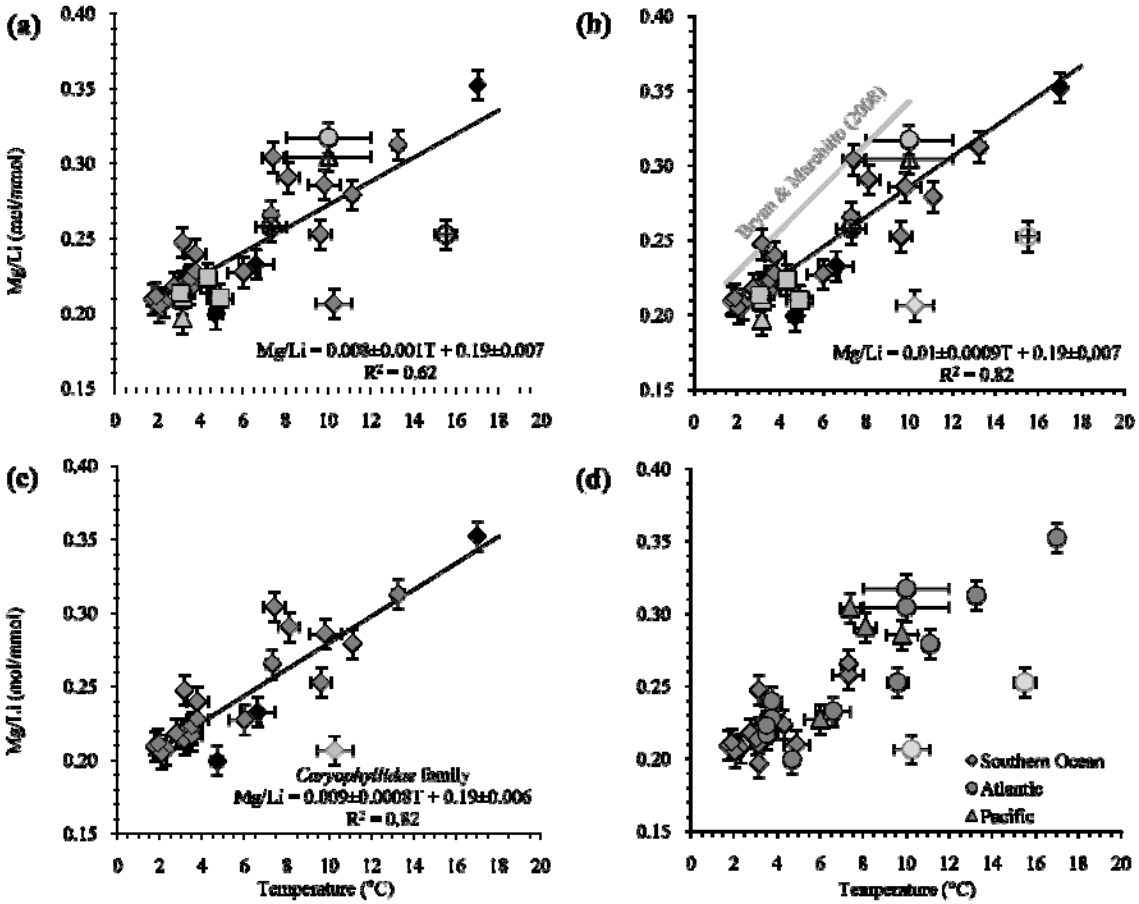 (a)
(b)
0.40
0.35
0.30
0.25
0.20
0.15
Mg/Li (mol/mmol)
Mg/Li = 0.008±0.001T + 0.19±0.007
R² = 0.62
0 2 4 6 8 10 12 14 16 18 20
0.40
0.35
0.30
0.25
0.20
0.15
Bryan & Marchitto (2008)
Mg/Li = 0.01±0.0009T + 0.19±0,007
R² = 0.82
0 2 4 6 8 10 12 14 16 18 20
(c)
(d)
0.40
0.35
0.30
0.25
0.20
0.15
Mg/Li (mol/mmol)
Caryophyllidae family
Mg/Li = 0.009±0.0008T + 0.19±0.006
R² = 0,82
0 2 4 6 8 10 12 14 16 18 20
Temperature (°C)
0.40
0.35
0.30
0.25
0.20
0.15
Southern Ocean
Atlantic
Pacific
0 2 4 6 8 10 12 14 16 18 20
Temperature (°C)